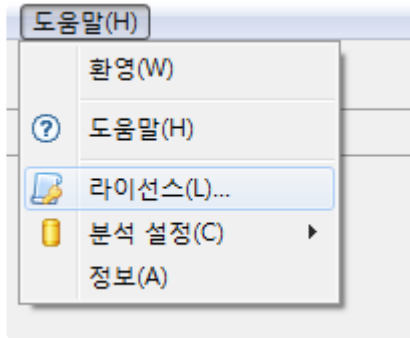 도움말(H)
환영(W)
도움말(H)
라이선스(L)...
분석 설정(C)
정보(A)